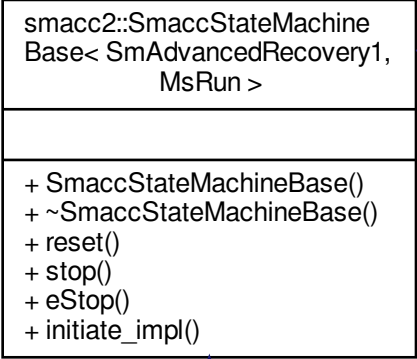 smacc2::SmaccStateMachine
Base< SmAdvancedRecovery1,
MsRun >
+ SmaccStateMachineBase()
+ ~SmaccStateMachineBase()
+ reset()
+ stop()
+ eStop()
+ initiate_impl()